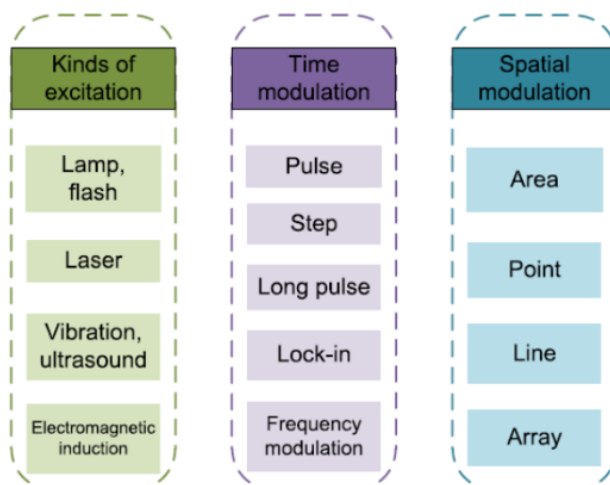 Kinds of
excitation
Lamp,
flash
Laser
Vibration,
ultrasound
Electromagnetic
induction
Time
modulation
Pulse
Step
Long pulse
Lock-in
Frequency
modulation
Spatial
modulation
Area
Point
Line
Array